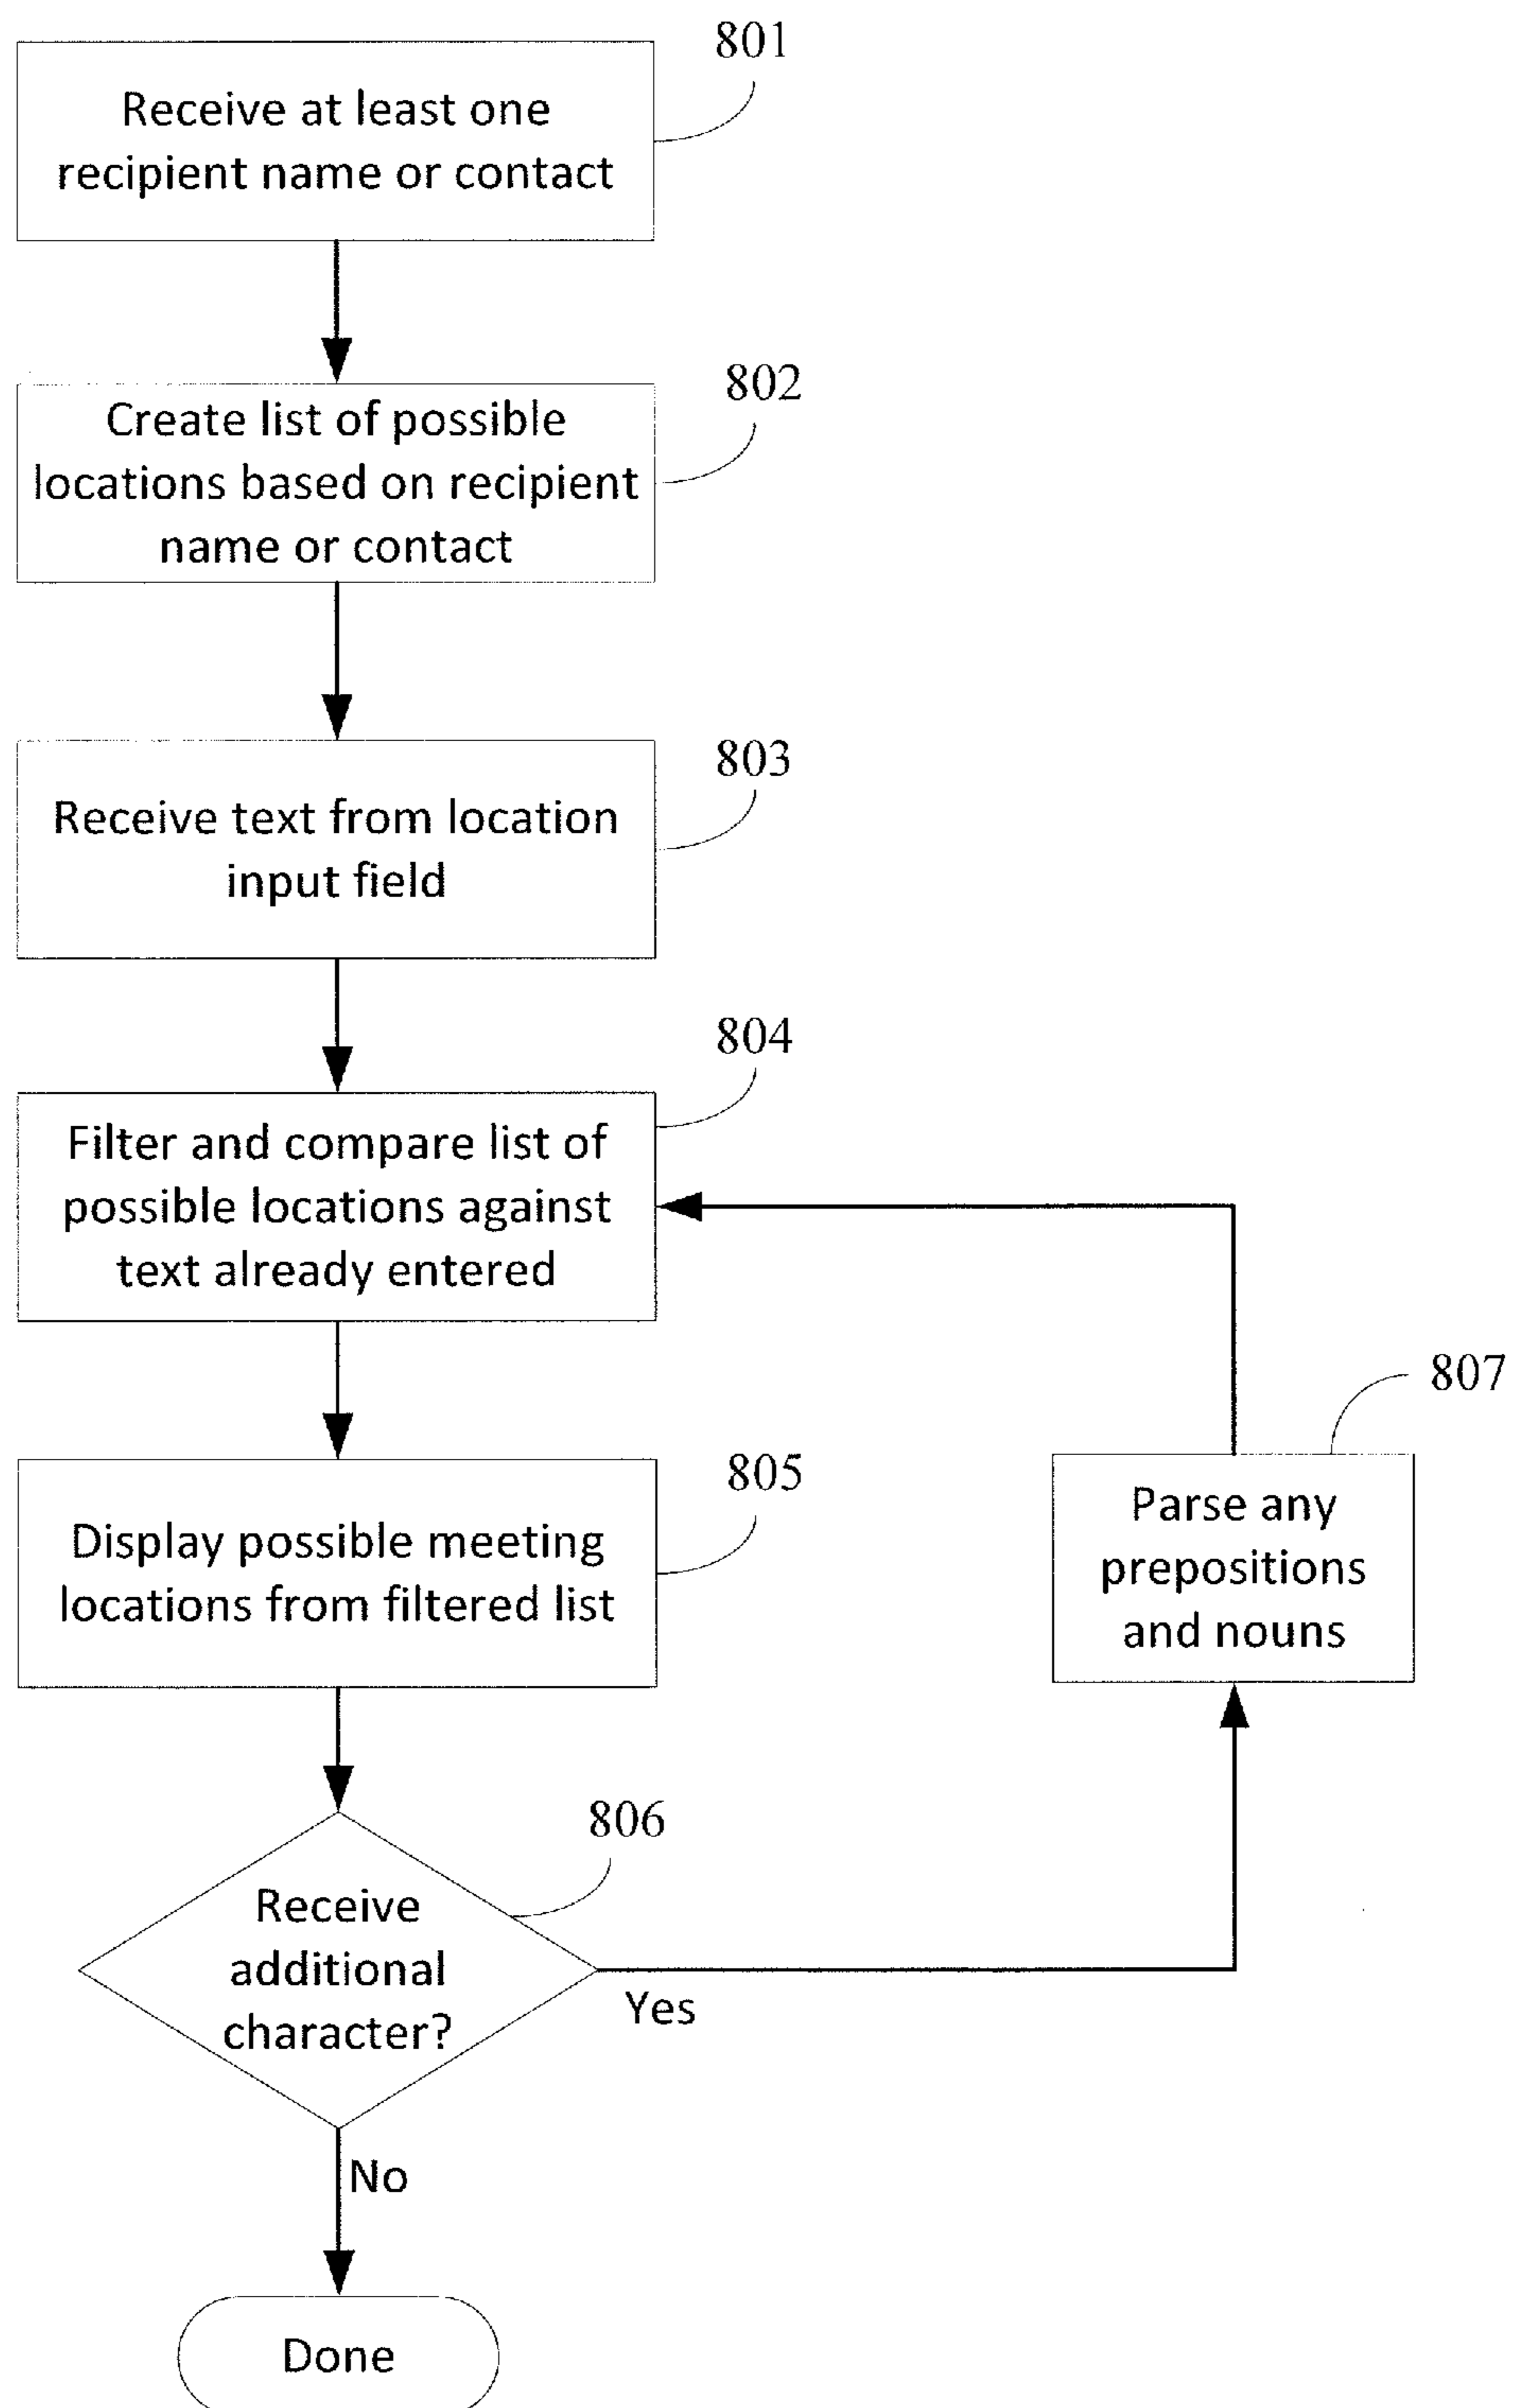 801
Receive at least one
recipient name or contact
802
Create list of possible
locations based on recipient
name or contact
803
Receive text from location
input field
804
Filter and compare list of
possible locations against
text already entered
805
Display possible meeting
locations from filtered list
807
Parse any
prepositions
and nouns
806
Receive
additional
character?
Yes
No
Done